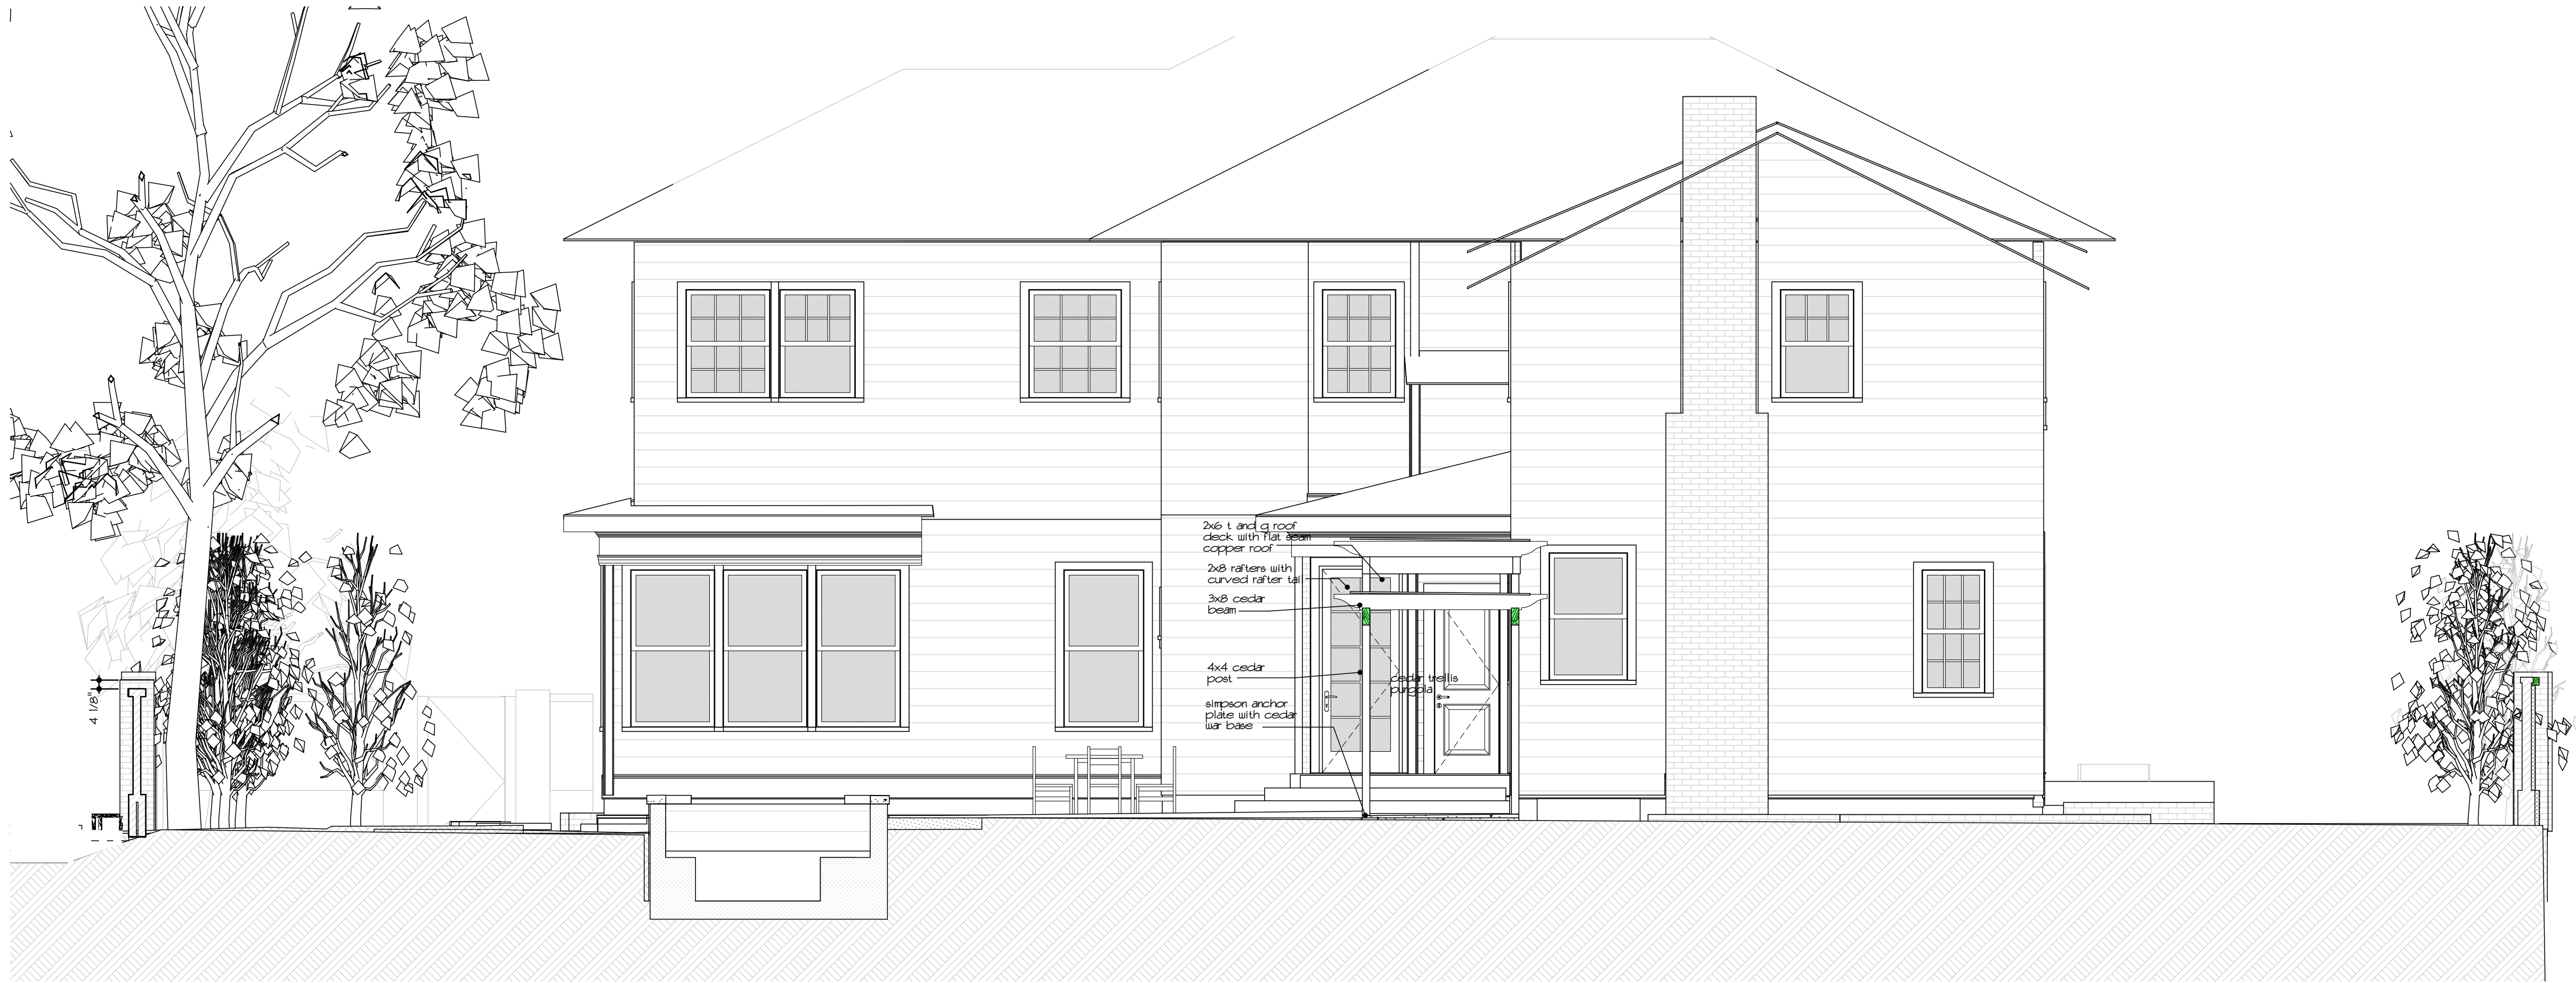 2x6 t and g roof
deck with flat seam
copper roof
2x8 rafters with
curved rafter tail
3x8 cedar
beam
4x4 cedar
post
cedar trellis
purgola
simpson anchor
plate with cedar
war base
4 1/8"